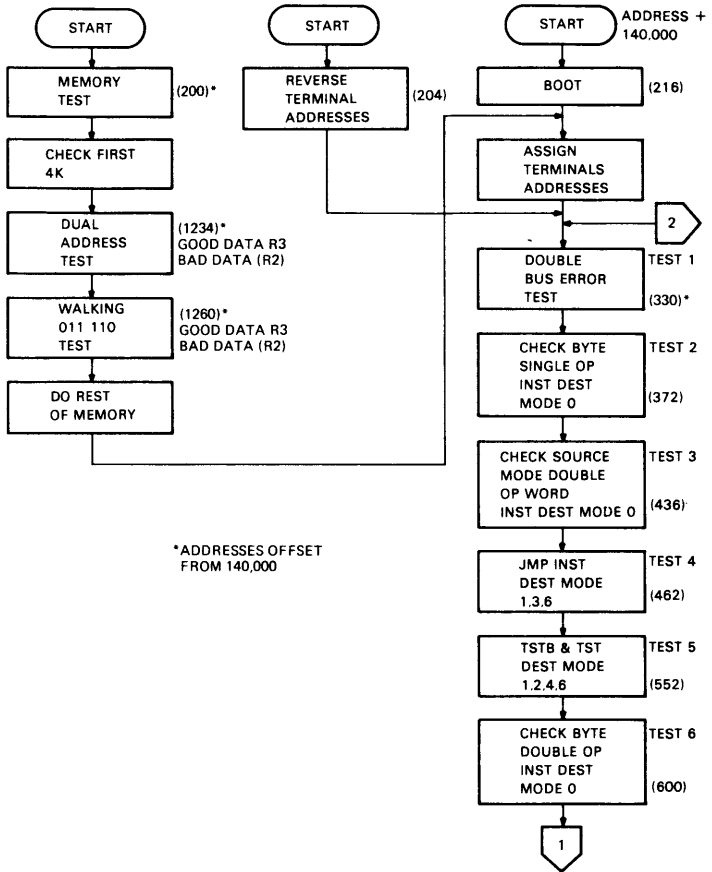 START
MEMORY
TEST
(200)*
CHECK FIRST
4K
DUAL
ADDRESS
TEST
(1234)*
GOOD DATA R3
BAD DATA (R2)
WALKING
011 110
TEST
(1260)*
GOOD DATA R3
BAD DATA (R2)
DO REST
OF MEMORY
*ADDRESSES OFFSET
FROM 140,000
START
REVERSE
TERMINAL
ADDRESSES
(204)
START
ADDRESS +
140,000
BOOT
(216)
ASSIGN
TERMINALS
ADDRESSES
2
DOUBLE
BUS ERROR
TEST
TEST 1
(330)*
CHECK BYTE
SINGLE OP
INST DEST
MODE 0
TEST 2
(372)
CHECK SOURCE
MODE DOUBLE
OP WORD
INST DEST MODE 0
TEST 3
(436)
JMP INST
DEST MODE
1.3.6
TEST 4
(462)
TSTB & TST
DEST MODE
1.2.4.6
TEST 5
(552)
CHECK BYTE
DOUBLE OP
INST DEST
MODE 0
TEST 6
(600)
1